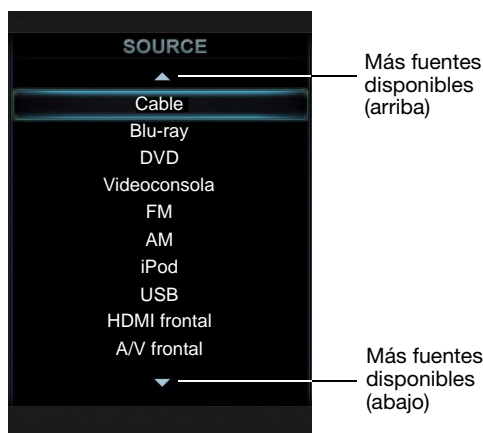 SOURCE
Más fuentes
disponibles
(arriba)
Cable
Blu-ray
DVD
Videoconsola
FM
AM
iPod
USB
HDMI frontal
A/V frontal
Más fuentes
disponibles
(abajo)